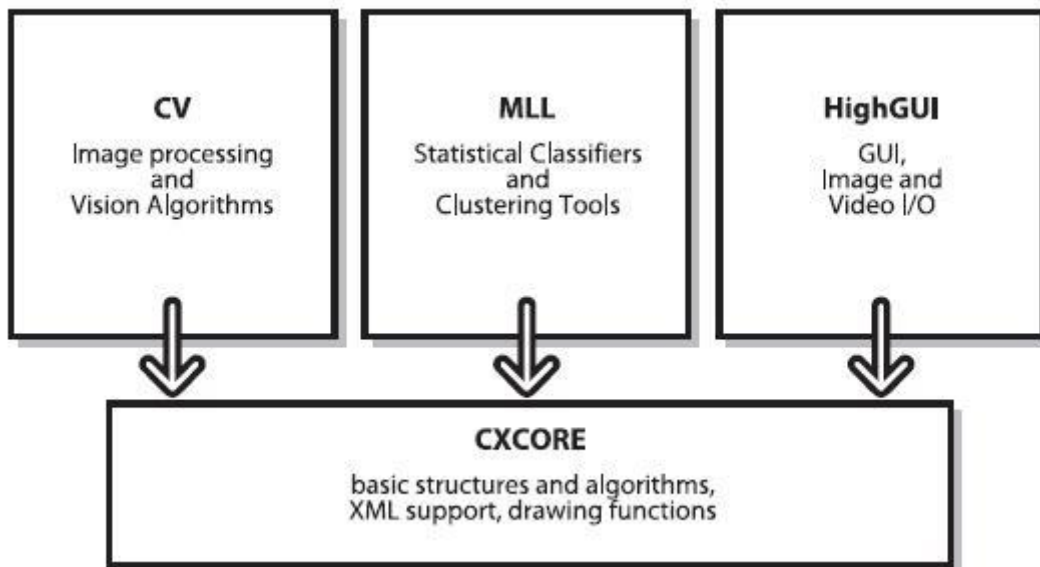 CV
Image processing
and
Vision Algorithms
MLL
Statistical Classifiers
and
Clustering Tools
HighGUI
GUI,
Image and
Video I/O
CXCORE
basic structures and algorithms,
XML support, drawing functions